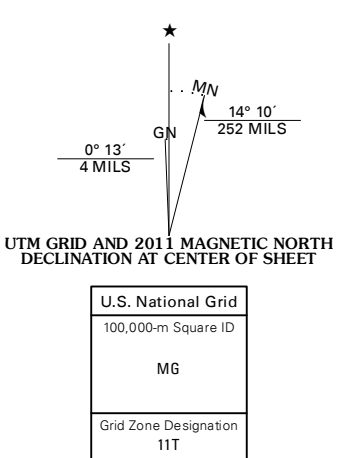 ★
MN
14° 10´
252 MILS
GN
0° 13´
4 MILS
UTM GRID AND 2011 MAGNETIC NORTH
DECLINATION AT CENTER OF SHEET
U.S. National Grid
100,000-m Square ID
MG
Grid Zone Designation
11T